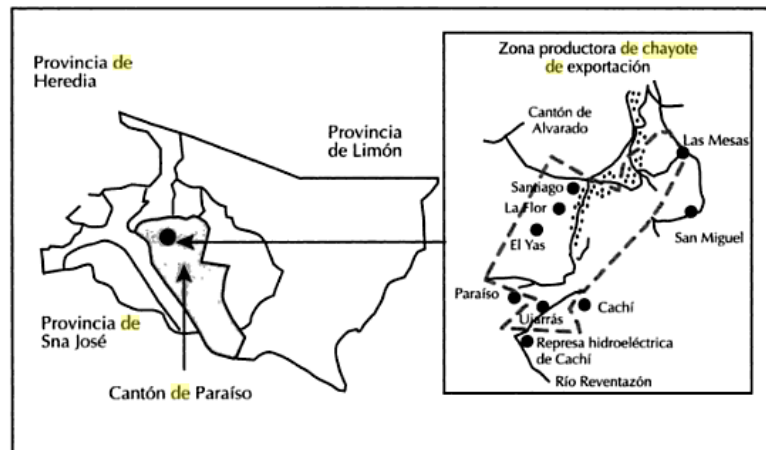 Provincia de
Heredia
Provincia
de Limón
Provincia de
Sna José
Cantón de Paraíso
Zona productora de chayote
de exportación
Cantón de
Alvarado
Las Mesas
Santiago
La Flor
El Yas
San Miguel
Paraíso
Ujarrás
Cachí
Represa hidroeléctrica
de Cachí
Río Reventazón